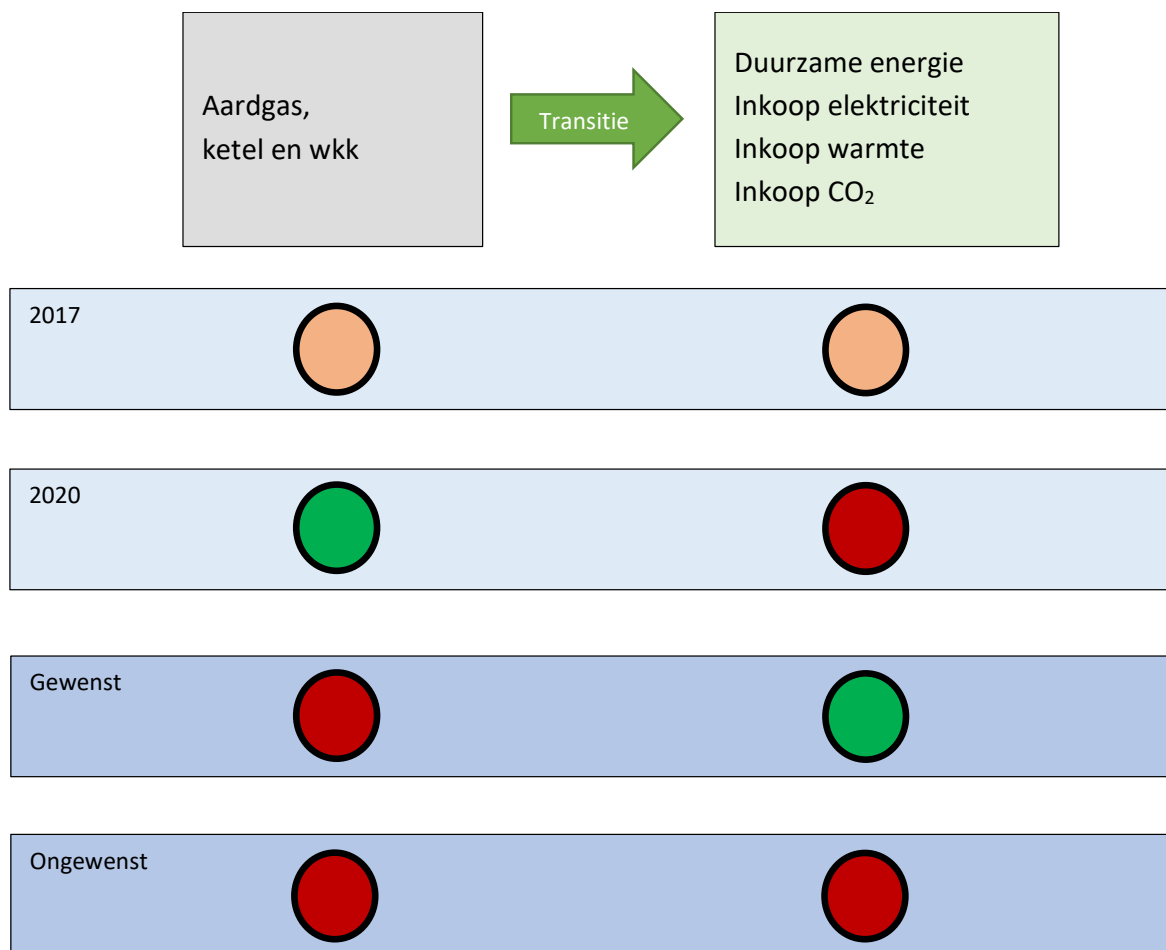 Aardgas,
ketel en wkk
Transitie
Duurzame energie
Inkoop elektriciteit
Inkoop warmte
Inkoop CO₂
2017
2020
Gewenst
Ongewenst